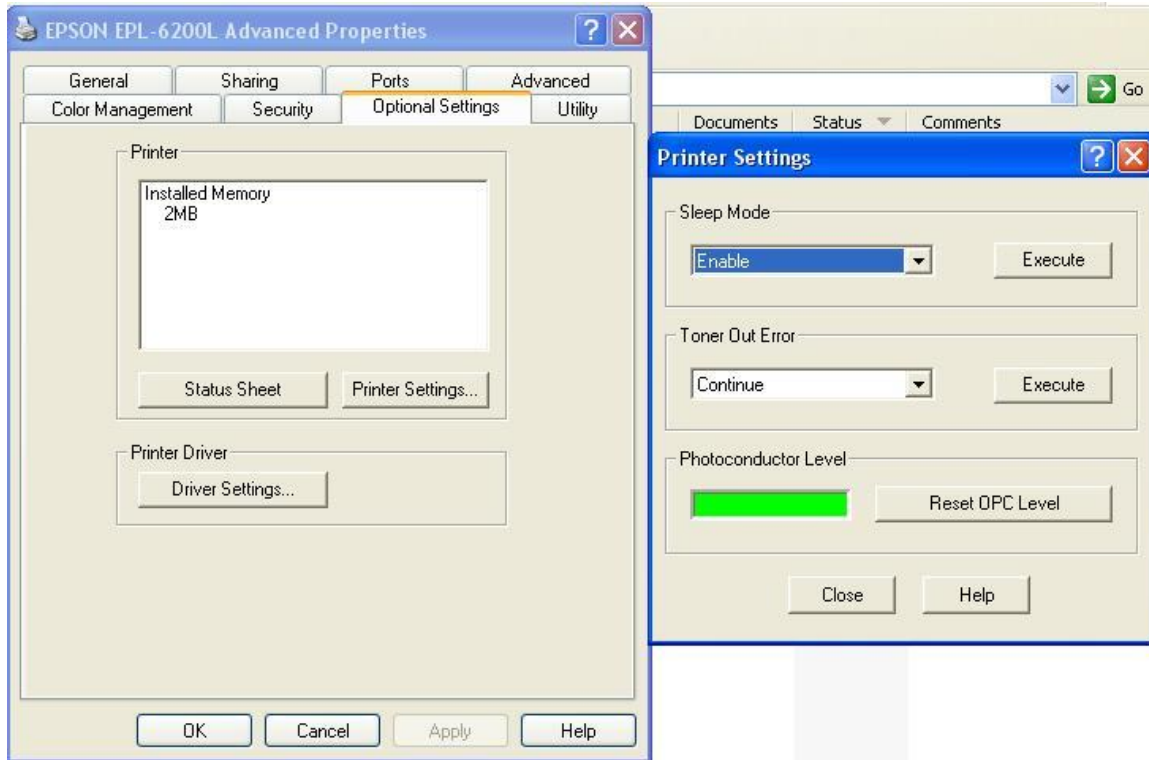 EPSON EPL-6200L Advanced Properties
General Sharing Ports Advanced
Color Management Security Optional Settings Utility
Printer
Installed Memory
2MB
Status Sheet Printer Settings...
Printer Driver
Driver Settings...
OK Cancel Apply Help
Go
Documents Status Comments
Printer Settings
Sleep Mode
Enable Execute
Toner Out Error
Continue Execute
Photoconductor Level
Reset OPC Level
Close Help